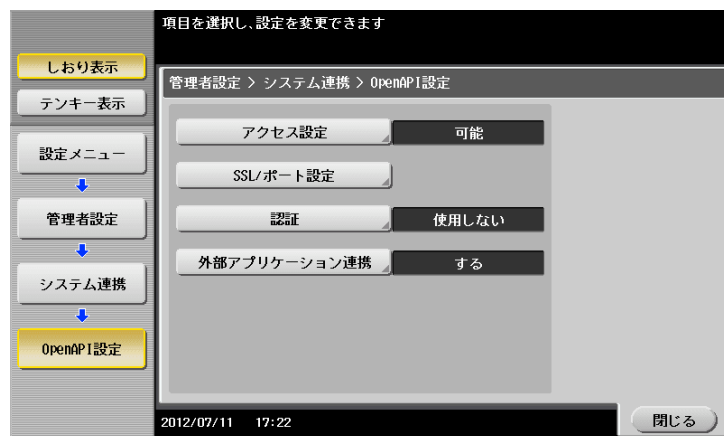 項目を選択し､設定を変更できます
しおり表示
テンキー表示
設定メニュー
管理者設定
システム連携
OpenAPI設定
管理者設定 > システム連携 > OpenAPI設定
アクセス設定 可能
SSL/ポート設定
認証 使用しない
外部アプリケーション連携 する
2012/07/11 17:22
閉じる